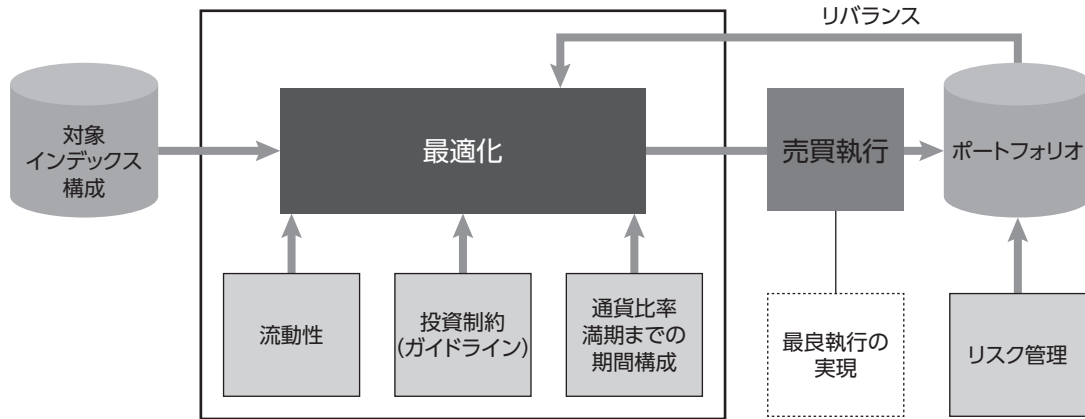 リバランス
対象
インデックス
構成
最適化
売買執行
ポートフォリオ
流動性
投資制約
(ガイドライン)
通貨比率
満期までの
期間構成
最良執行の
実現
リスク管理